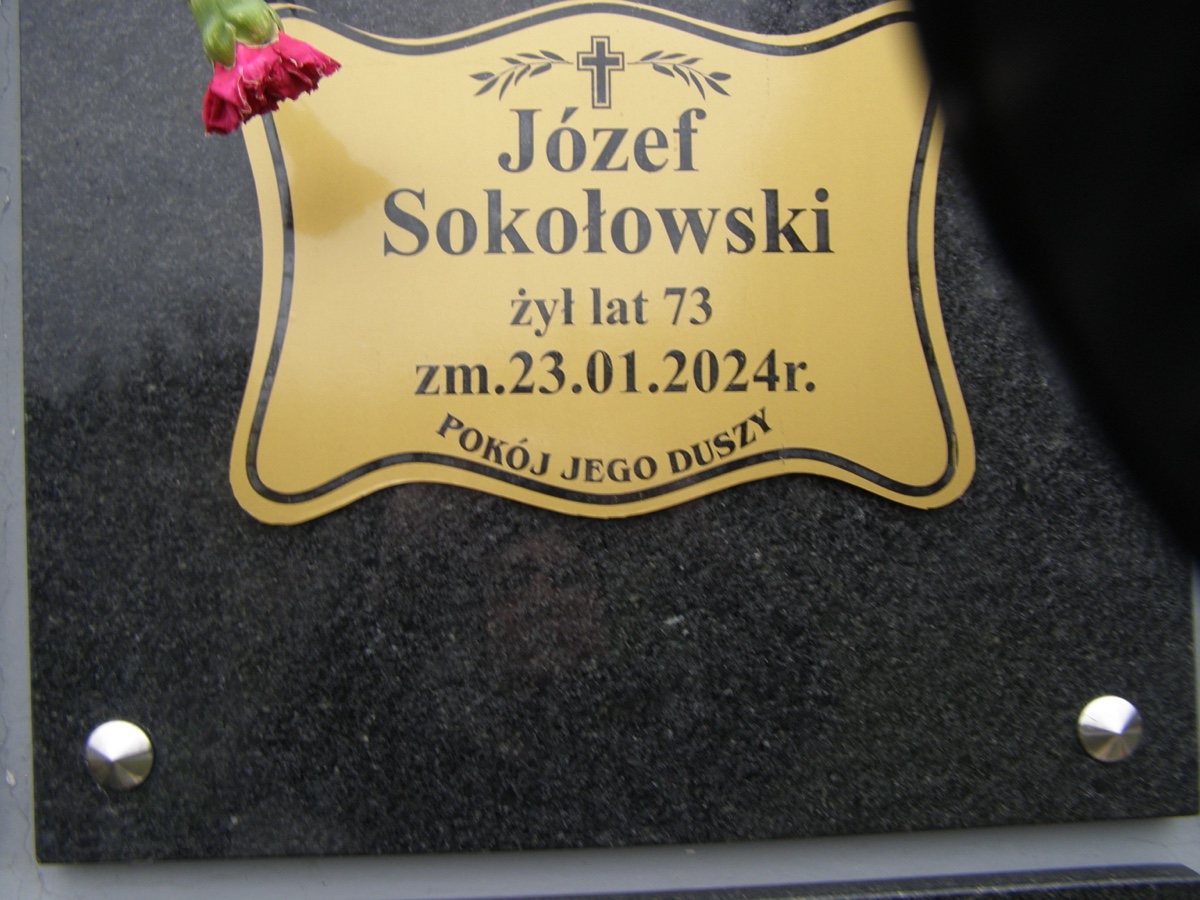 Józef
Sokołowski
żył lat 73
zm.23.01.2024r.
POKÓJ JEGO DUSZY